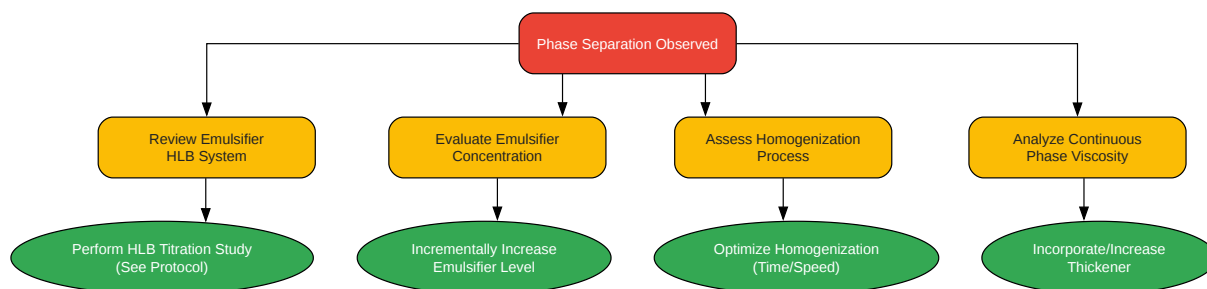 Phase Separation Observed
Review Emulsifier
HLB System
Evaluate Emulsifier
Concentration
Assess Homogenization
Process
Analyze Continuous
Phase Viscosity
Perform HLB Titration Study
(See Protocol)
Incrementally Increase
Emulsifier Level
Optimize Homogenization
(Time/Speed)
Incorporate/Increase
Thickener